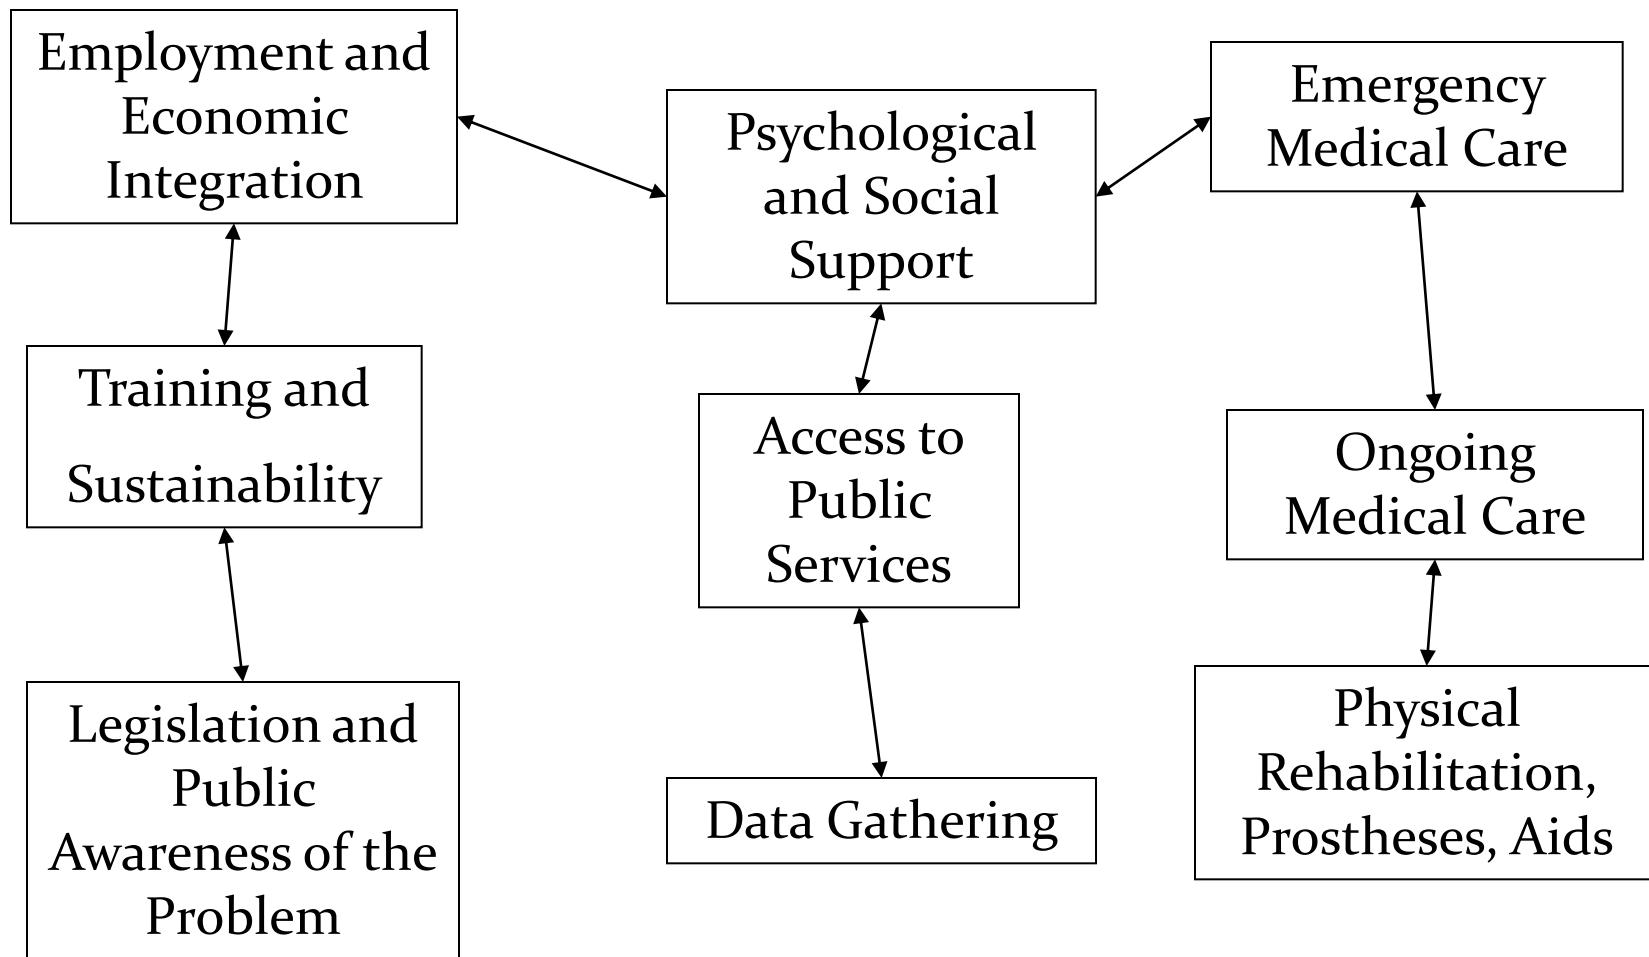 Employment and
Economic
Integration
Psychological
and Social
Support
Emergency
Medical Care
Training and
Sustainability
Access to
Public
Services
Ongoing
Medical Care
Legislation and
Public
Awareness of the
Problem
Data Gathering
Physical
Rehabilitation,
Prostheses, Aids